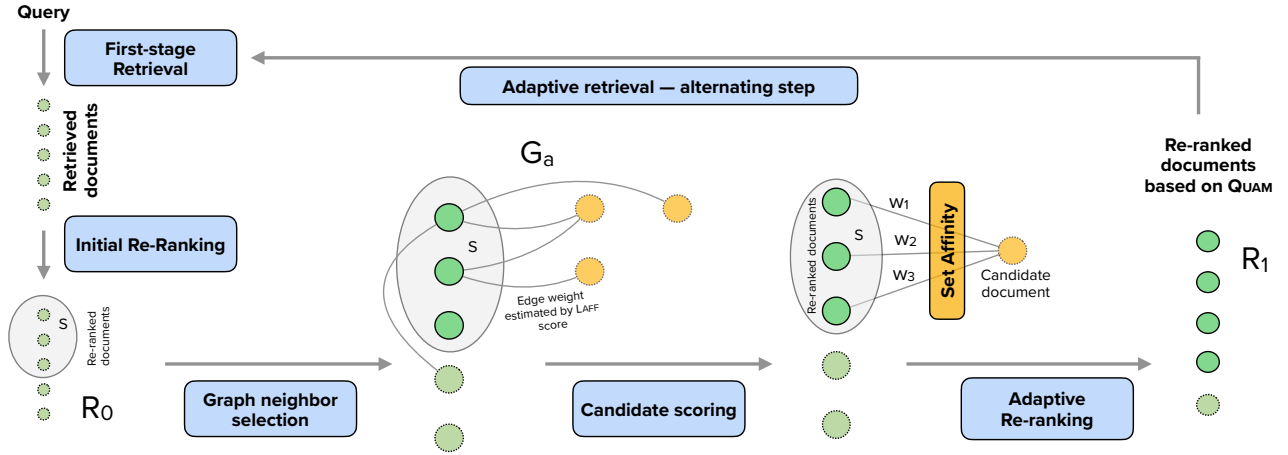 Query
First-stage
Retrieval
Adaptive retrieval — alternating step
Retrieved
documents
Initial Re-Ranking
S
Re-ranked
documents
R0
Graph neighbor
selection
Ga
S
Edge weight
estimated by LAFF
score
Candidate scoring
Re-ranked documents
S
W1
W2
W3
Set Affinity
Candidate
document
Adaptive
Re-ranking
Re-ranked
documents
based on QUAM
R1